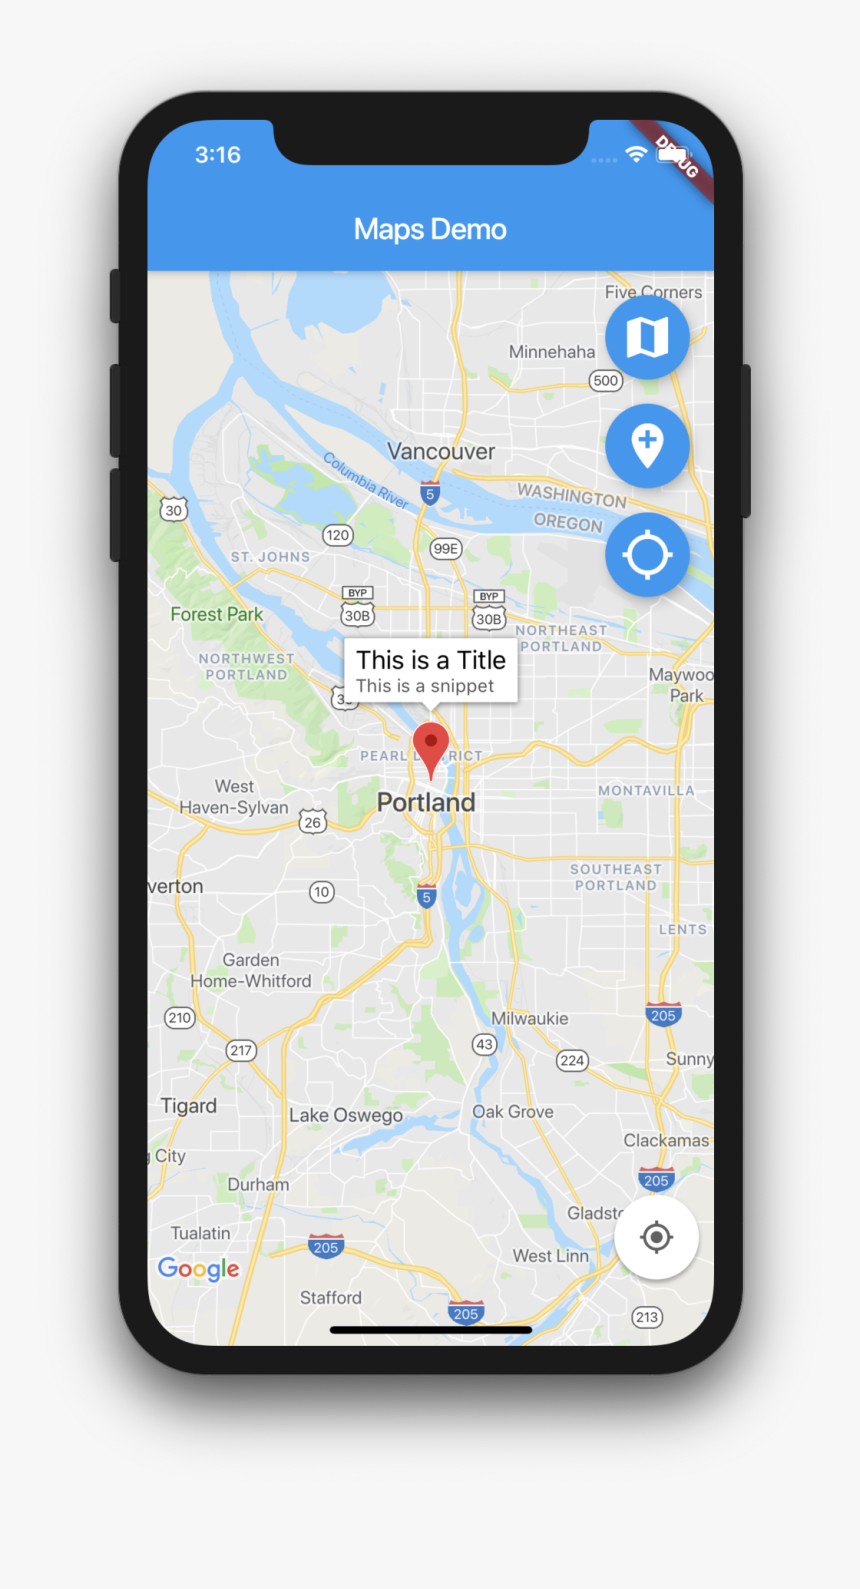 3:16
DEBUG
Maps Demo
Five Corners
Minnehaha
500
Vancouver
Columbia River
5
WASHINGTON
OREGON
30
120
99E
ST. JOHNS
BYP
30B
BYP
30B
Forest Park
NORTHEAST
PORTLAND
NORTHWEST
PORTLAND
This is a Title
This is a snippet
Maywoo
Park
PEARL DISTRICT
West
Haven-Sylvan
Portland
MONTAVILLA
26
SOUTHEAST
PORTLAND
verton
10
5
LENTS
Garden
Home-Whitford
210
Milwaukie
205
217
43
224
Sunny
Tigard
Lake Oswego
Oak Grove
Clackamas
City
Durham
205
Gladst
Tualatin
205
West Linn
Google
Stafford
205
213